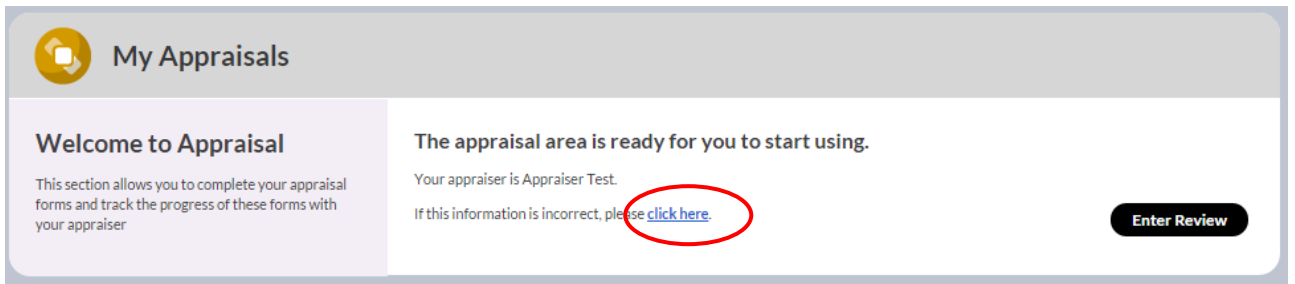 My Appraisals
Welcome to Appraisal
This section allows you to complete your appraisal
forms and track the progress of these forms with
your appraiser
The appraisal area is ready for you to start using.
Your appraiser is Appraiser Test.
If this information is incorrect, please click here.
Enter Review